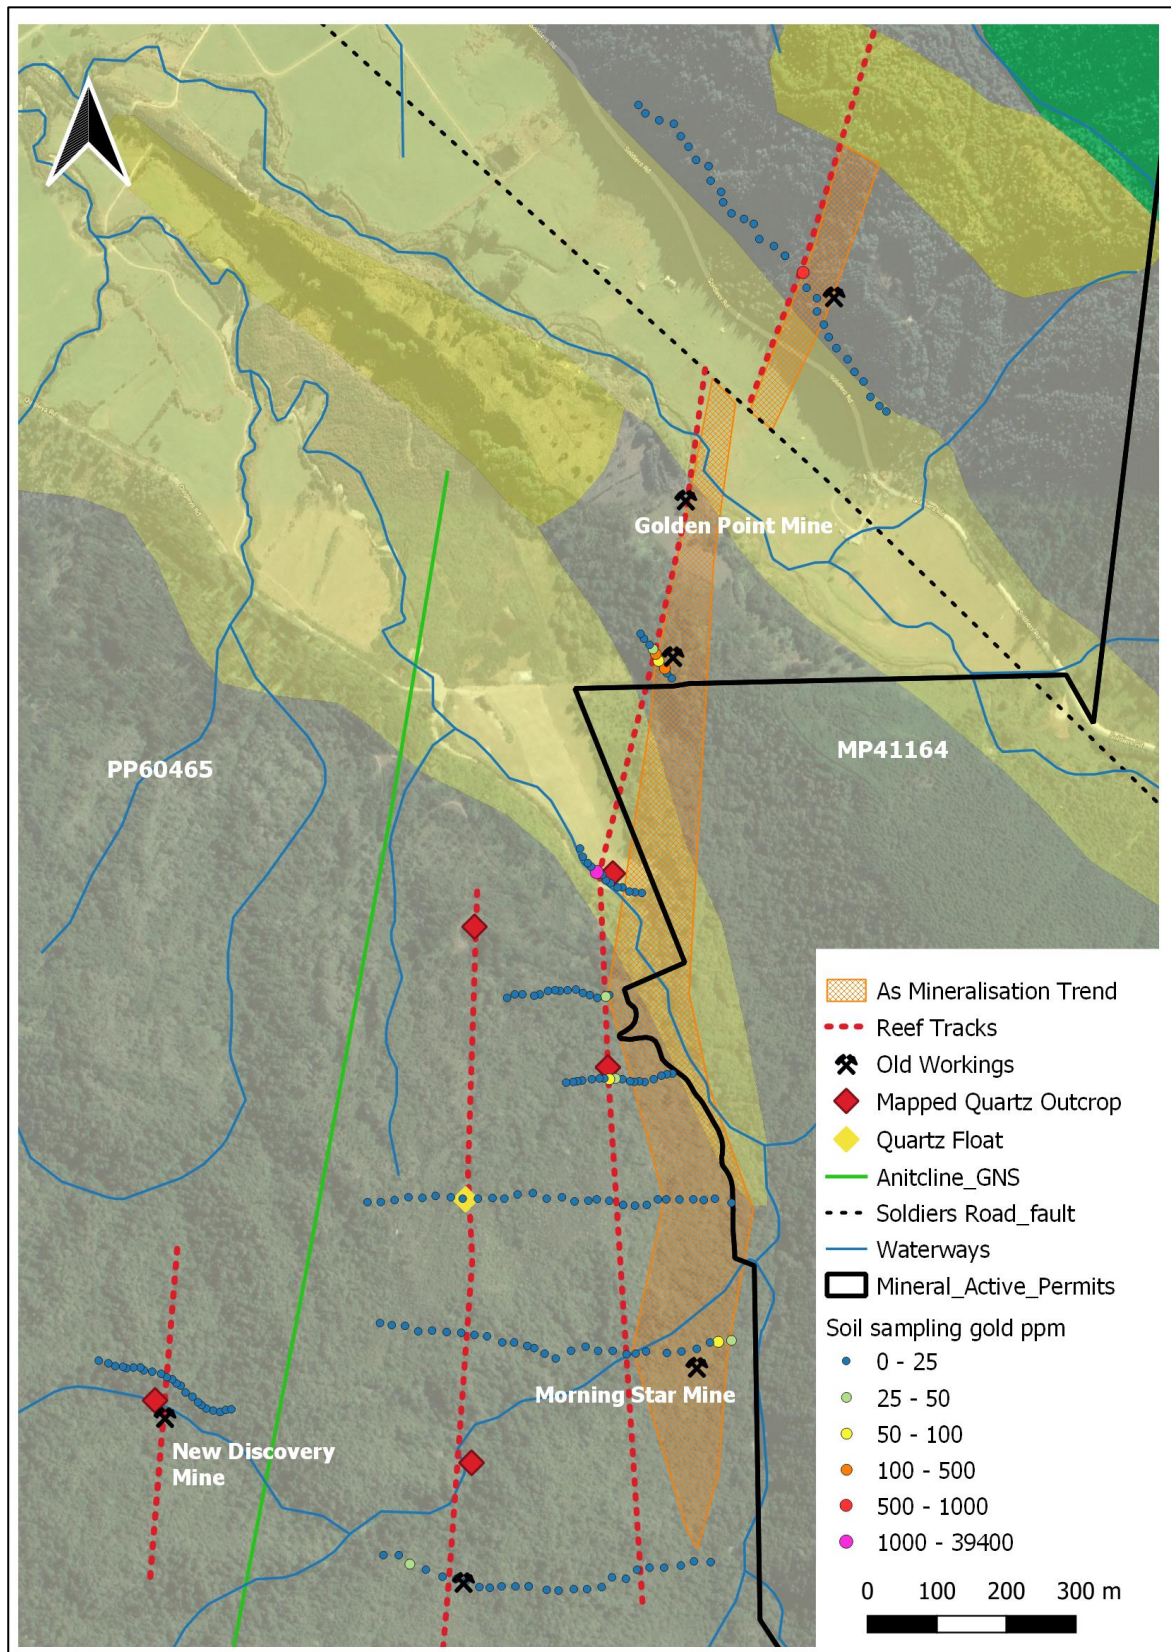 Golden Point Mine
PP60465
MP41164
Morning Star Mine
New Discovery
Mine
As Mineralisation Trend
Reef Tracks
Old Workings
Mapped Quartz Outcrop
Quartz Float
Anitcline_GNS
Soldiers Road_fault
Waterways
Mineral_Active_Permits
Soil sampling gold ppm
0 - 25
25 - 50
50 - 100
100 - 500
500 - 1000
1000 - 39400
0 100 200 300 m